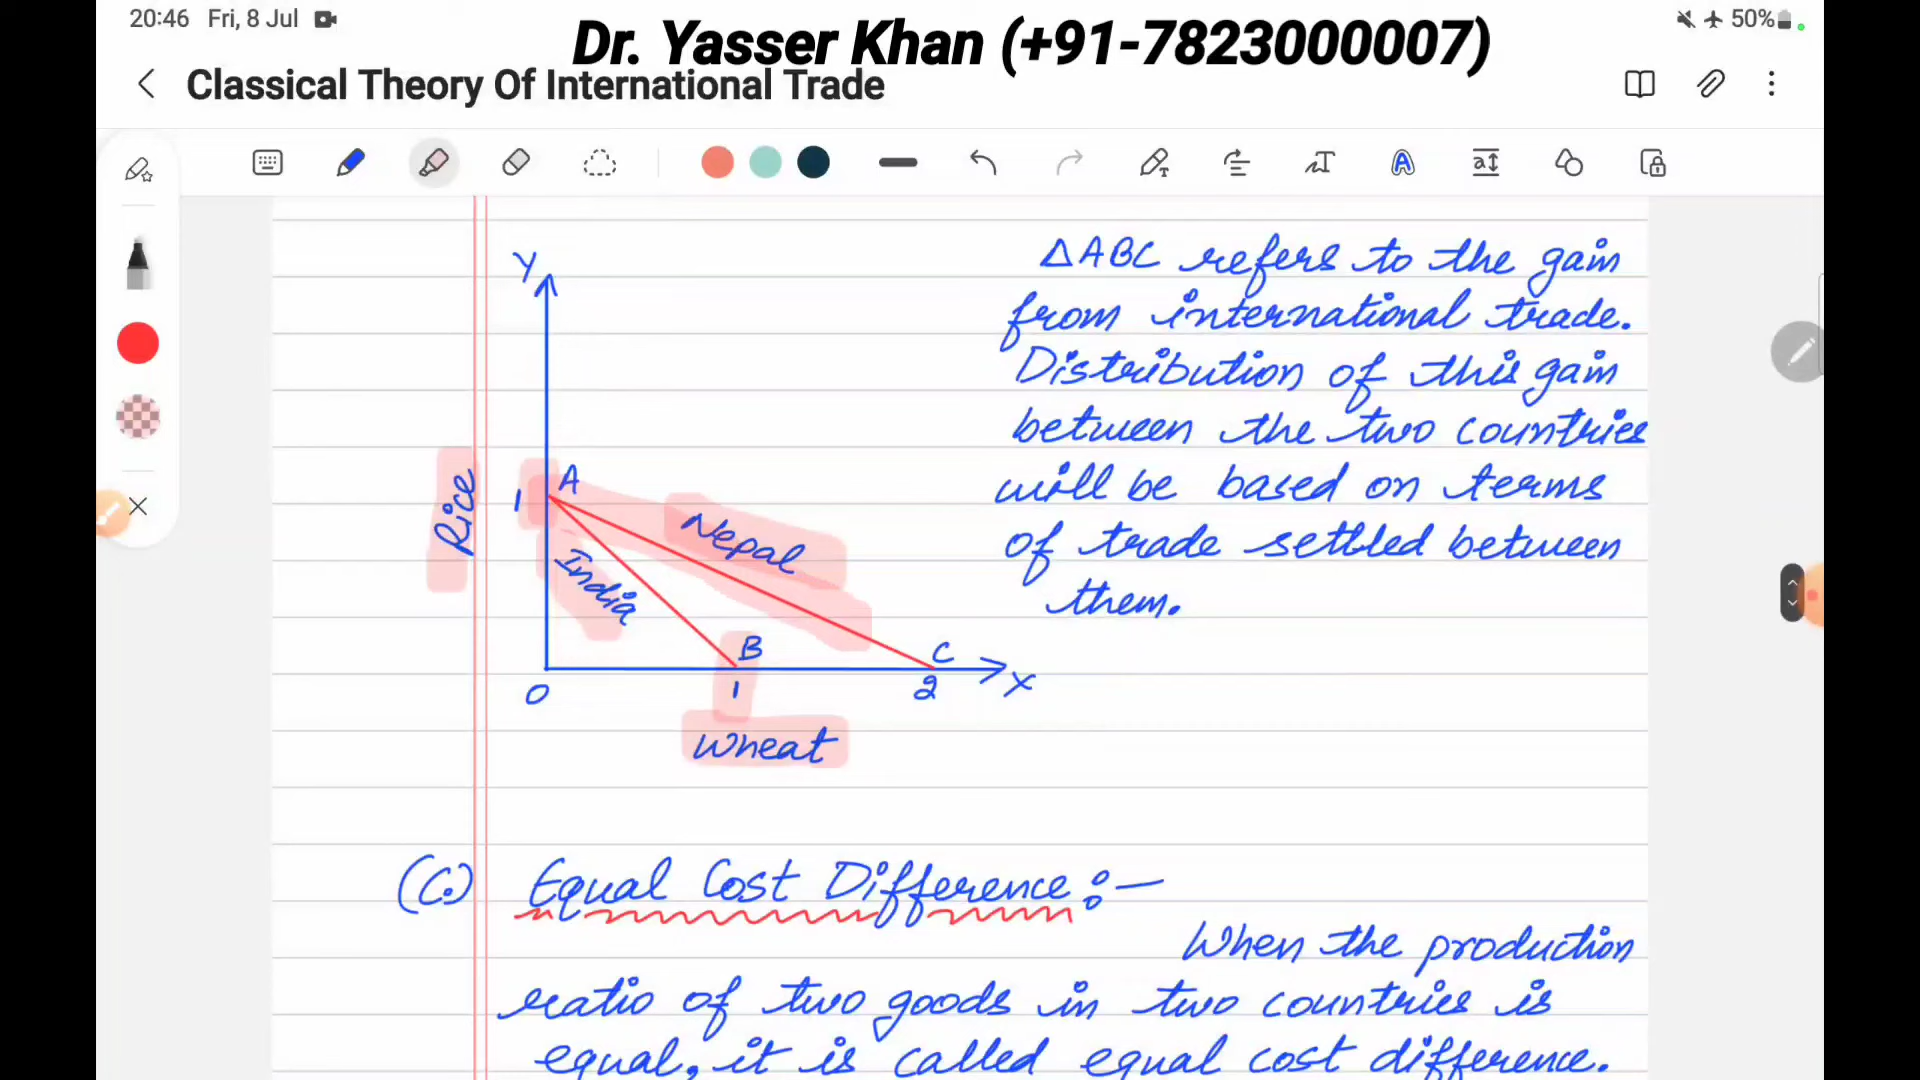 20:46 Fri, 8 Jul
50%
Dr. Yasser Khan (+91-7823000007)
Classical Theory Of International Trade
Y
Rice
1
A
Nepal
India
B
C
0
1
2
X
Wheat
△ABC refers to the gain
from international trade.
Distribution of this gain
between the two countries
will be based on terms
of trade settled between
them.
(C.) Equal Cost Difference:—
When the production
ratio of two goods in two countries is
equal, it is called equal cost difference.